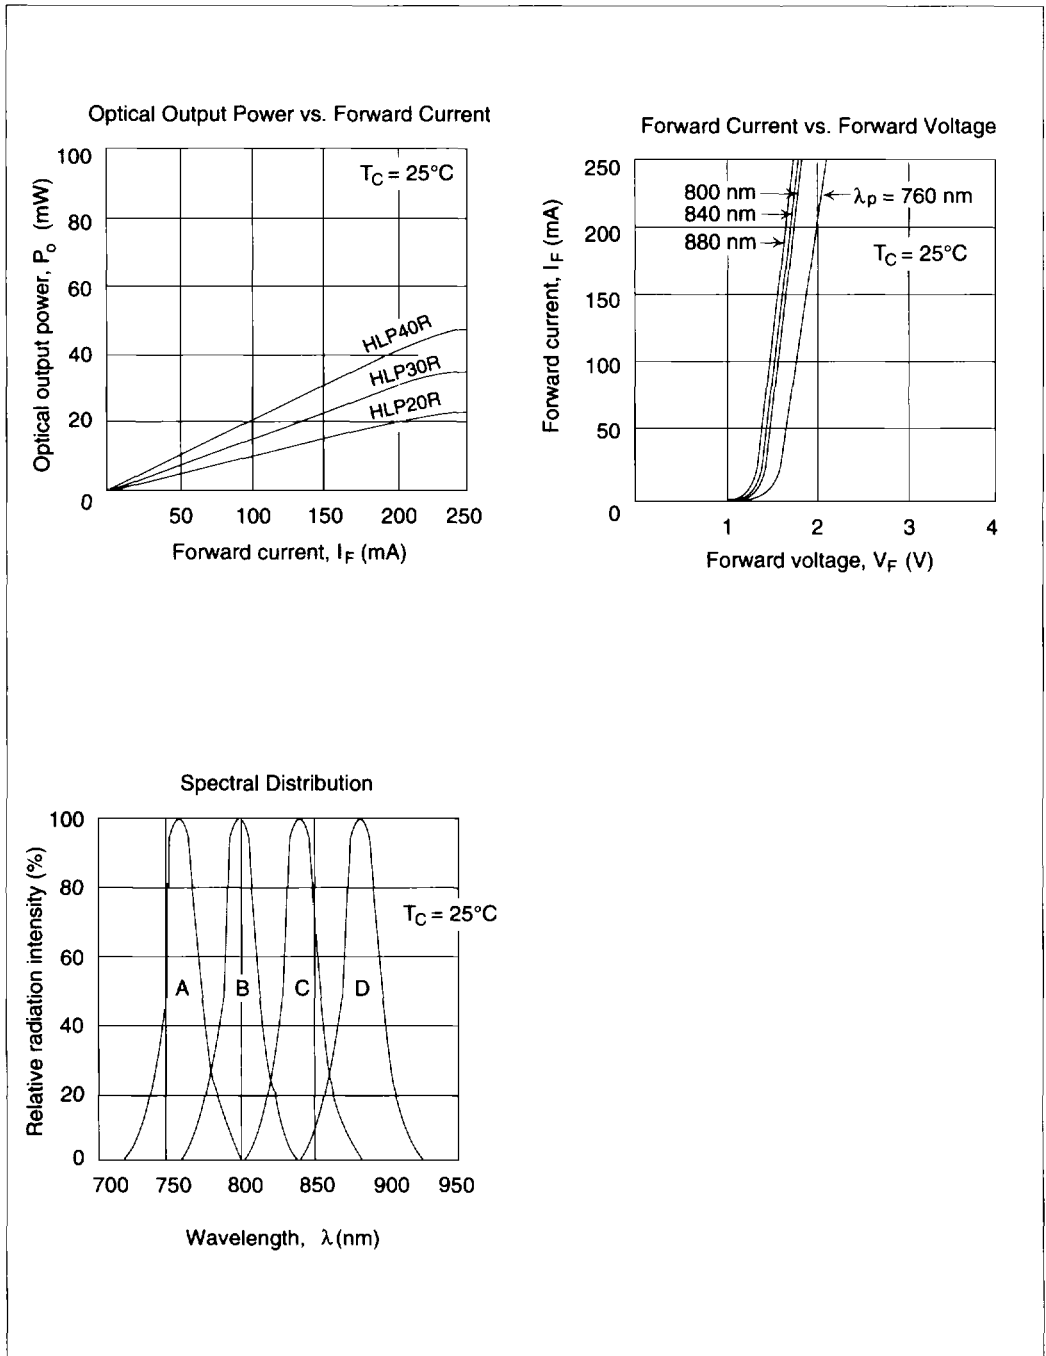 Optical Output Power vs. Forward Current
100
80
60
40
20
0
Optical output power, Po (mW)
TC = 25°C
HLP40R
HLP30R
HLP20R
50 100 150 200 250
Forward current, IF (mA)
Forward Current vs. Forward Voltage
250
200
150
100
50
0
Forward current, IF (mA)
800 nm
840 nm
880 nm
λp = 760 nm
TC = 25°C
1 2 3 4
Forward voltage, VF (V)
Spectral Distribution
100
80
60
40
20
0
Relative radiation intensity (%)
TC = 25°C
A B C D
700 750 800 850 900 950
Wavelength, λ (nm)